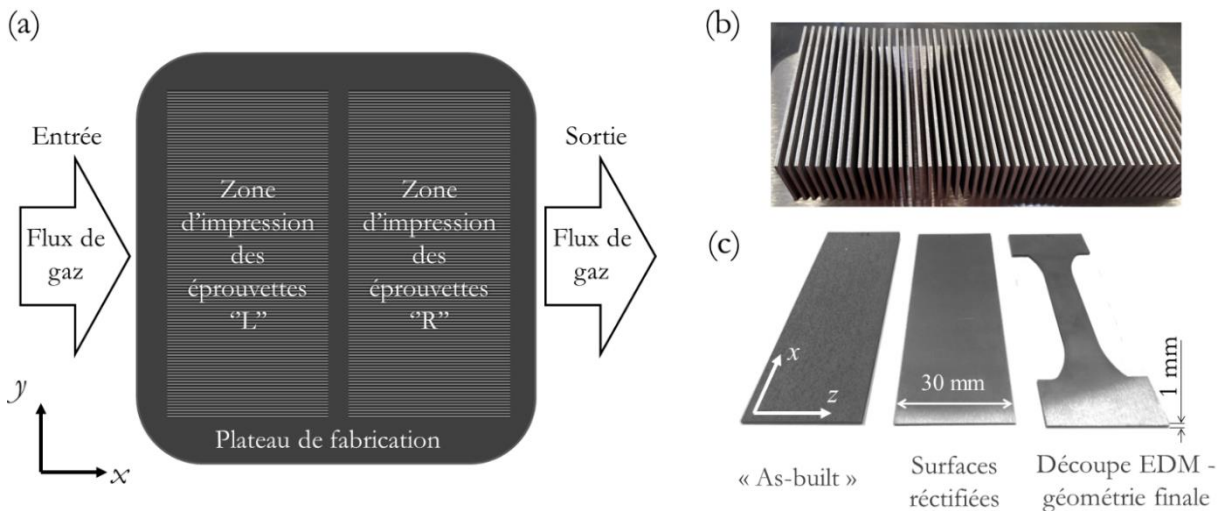 (a)
Entrée
Flux de
gaz
Zone
d'impression
des
éprouvettes
‘‘L’’
Zone
d'impression
des
éprouvettes
‘‘R’’
Sortie
Flux de
gaz
Plateau de fabrication
y
x
(b)
(c)
x
z
30 mm
1 mm
« As-built »
Surfaces
réctifiées
Découpe EDM -
géométrie finale